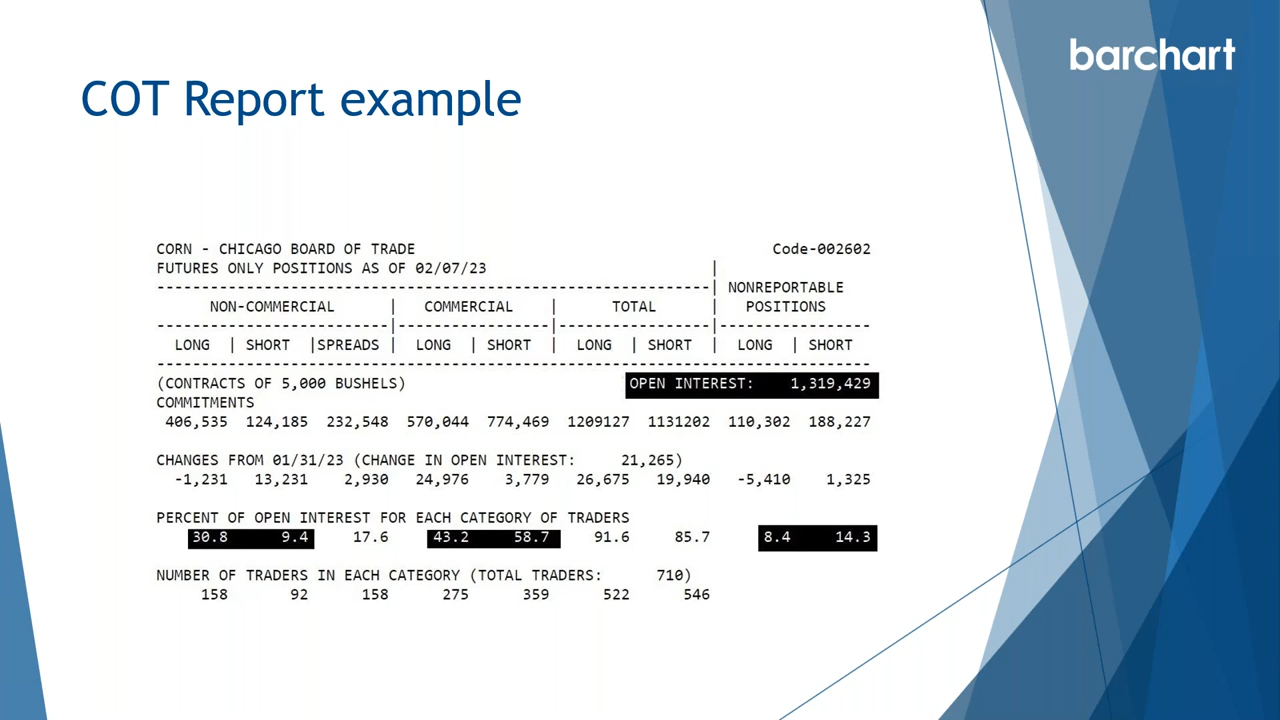 barchart
COT Report example
CORN - CHICAGO BOARD OF TRADE Code-002602
FUTURES ONLY POSITIONS AS OF 02/07/23 |
--------------------------------------------------------------| NONREPORTABLE
NON-COMMERCIAL | COMMERCIAL | TOTAL | POSITIONS
--------------------------|-----------------|-----------------|-----------------
LONG | SHORT |SPREADS | LONG | SHORT | LONG | SHORT | LONG | SHORT
--------------------------------------------------------------------------------
(CONTRACTS OF 5,000 BUSHELS) OPEN INTEREST: 1,319,429
COMMITMENTS
406,535 124,185 232,548 570,044 774,469 1209127 1131202 110,302 188,227
CHANGES FROM 01/31/23 (CHANGE IN OPEN INTEREST: 21,265)
-1,231 13,231 2,930 24,976 3,779 26,675 19,940 -5,410 1,325
PERCENT OF OPEN INTEREST FOR EACH CATEGORY OF TRADERS
30.8 9.4 17.6 43.2 58.7 91.6 85.7 8.4 14.3
NUMBER OF TRADERS IN EACH CATEGORY (TOTAL TRADERS: 710)
158 92 158 275 359 522 546